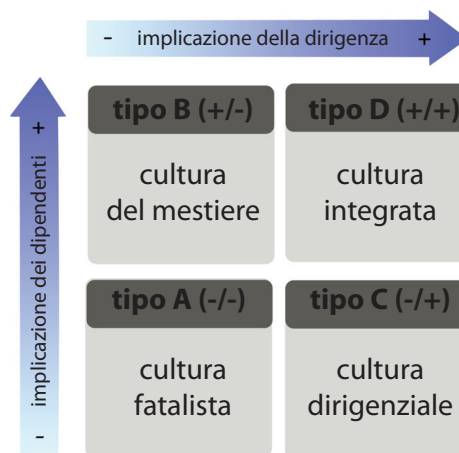 - implicazione della dirigenza +
- implicazione dei dipendenti +
tipo B (+/-)
cultura
del mestiere
tipo D (+/+)
cultura
integrata
tipo A (-/-)
cultura
fatalista
tipo C (-/+)
cultura
dirigenziale